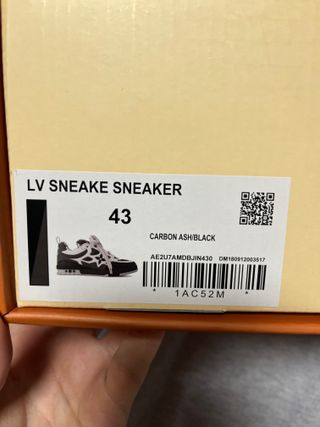 LV SNEAKE SNEAKER
43
CARBON ASH/BLACK
AE2U7AMDBJIN430 DM180912003517
* 1AC52M *